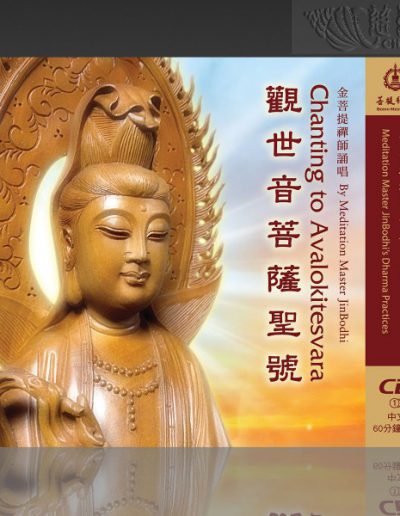 觀世音菩薩聖號
Chanting to Avalokitesvara
金菩提禪師誦唱 By Meditation Master JinBodhi
Meditation Master JinBodhi's Dharma Practices
中文
60分鐘